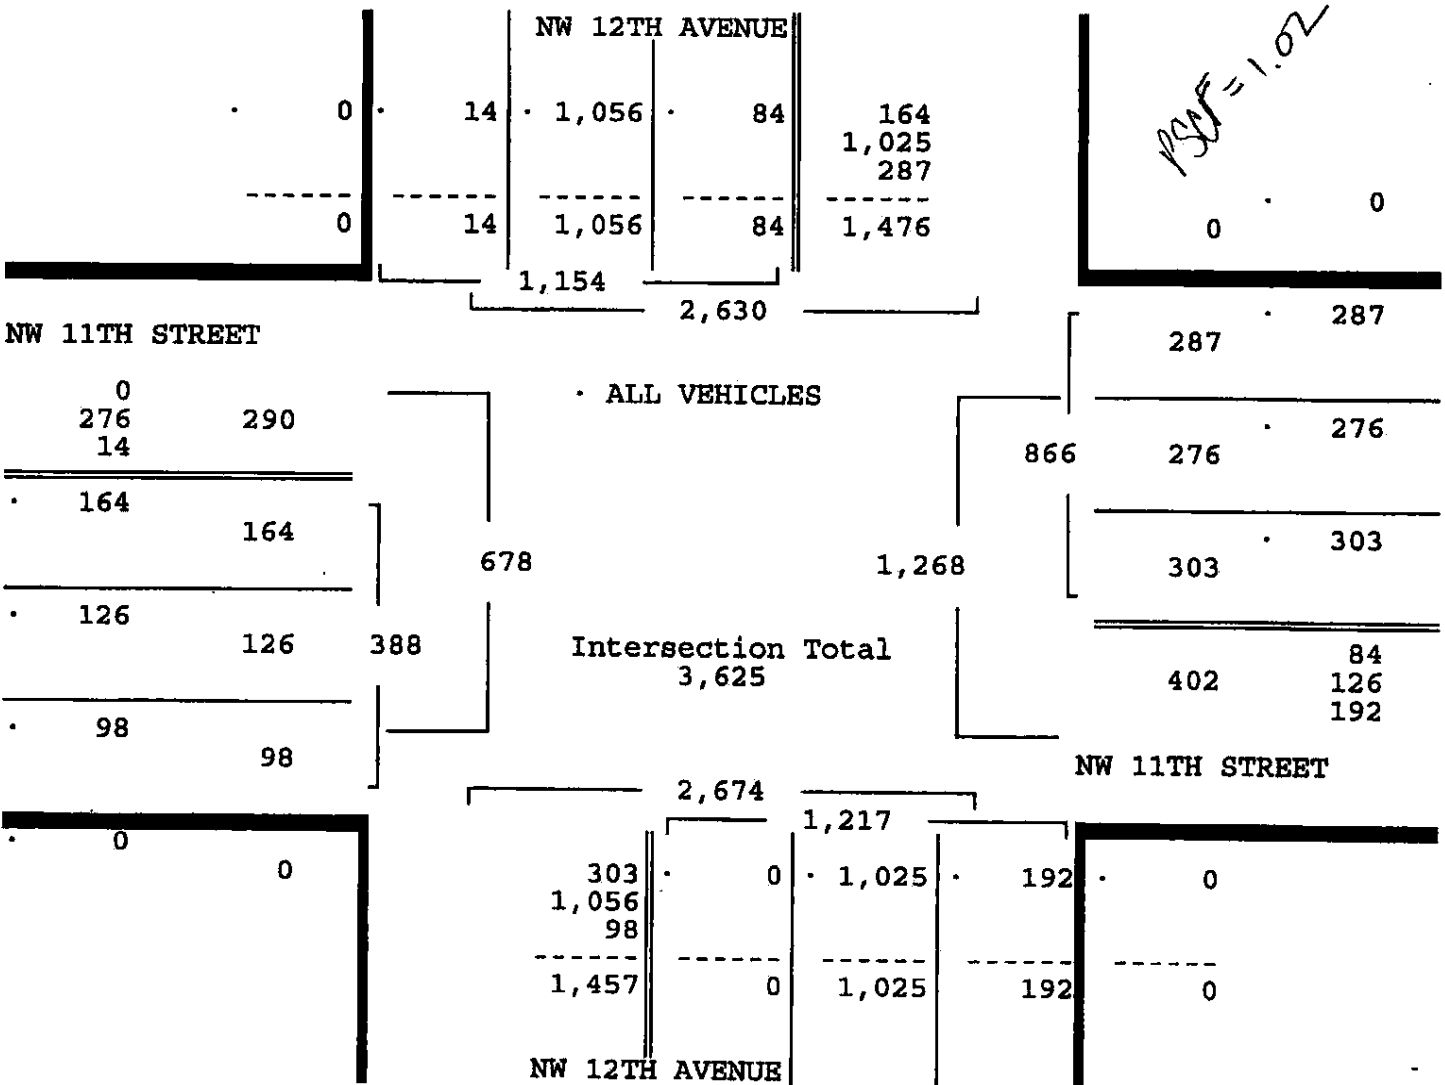 NW 12TH AVENUE
PSCF = 1.02
0 14 1,056 84 164
1,025
287
0 14 1,056 84 1,476
0 0
1,154
2,630
NW 11TH STREET
287
287
0
276 290
14
ALL VEHICLES
276
866 276
164
164
678
1,268
303
303
126
126 388
Intersection Total
3,625
84
402 126
192
98
98
NW 11TH STREET
2,674
1,217
0
0
303 0 1,025 192 0
1,056
98
1,457 0 1,025 192 0
NW 12TH AVENUE